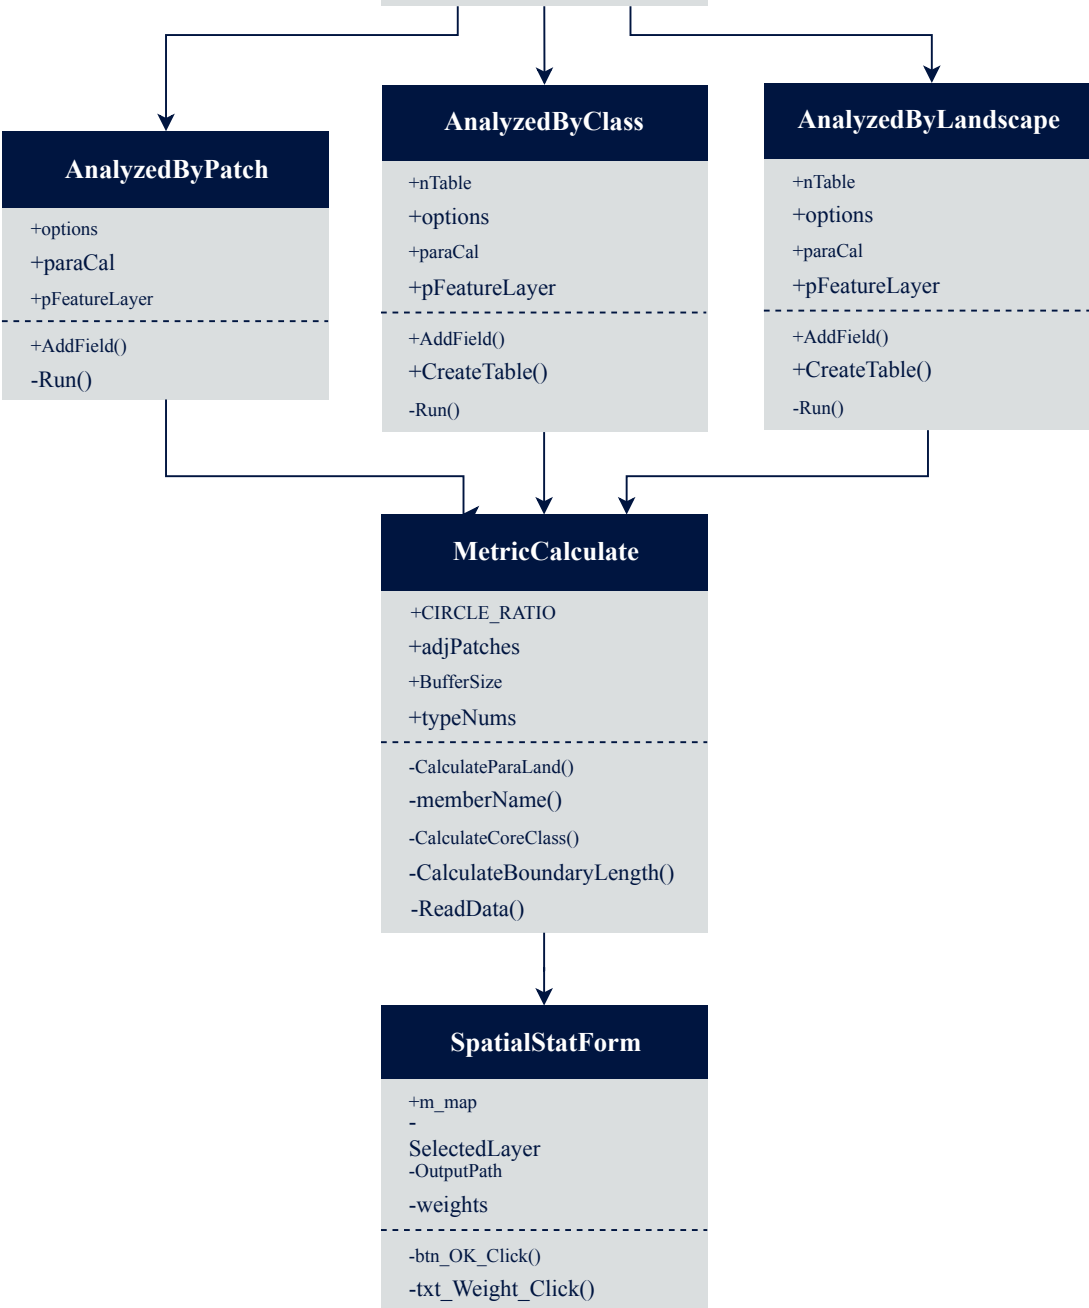 AnalyzedByPatch
+options
+paraCal
+pFeatureLayer
+AddField()
-Run()
AnalyzedByClass
+nTable
+options
+paraCal
+pFeatureLayer
+AddField()
+CreateTable()
-Run()
AnalyzedByLandscape
+nTable
+options
+paraCal
+pFeatureLayer
+AddField()
+CreateTable()
-Run()
MetricCalculate
+CIRCLE_RATIO
+adjPatches
+BufferSize
+typeNums
-CalculateParaLand()
-memberName()
-CalculateCoreClass()
-CalculateBoundaryLength()
-ReadData()
SpatialStatForm
+m_map
-
SelectedLayer
-OutputPath
-weights
-btn_OK_Click()
-txt_Weight_Click()